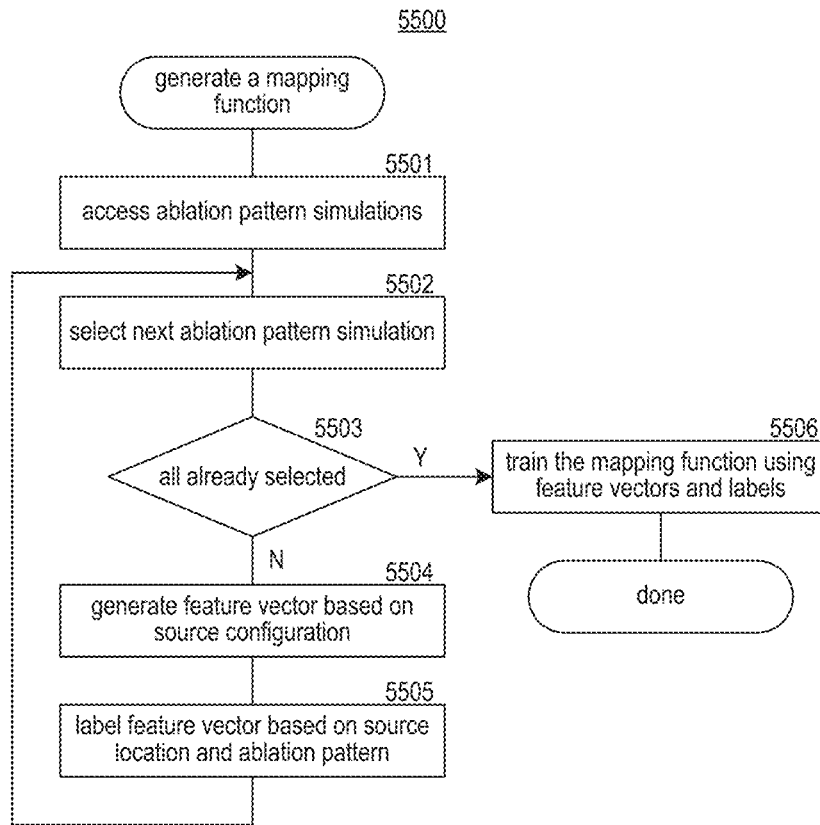 5500
generate a mapping
function
5501
access ablation pattern simulations
5502
select next ablation pattern simulation
5503
all already selected
Y
N
5506
train the mapping function using
feature vectors and labels
done
5504
generate feature vector based on
source configuration
5505
label feature vector based on source
location and ablation pattern